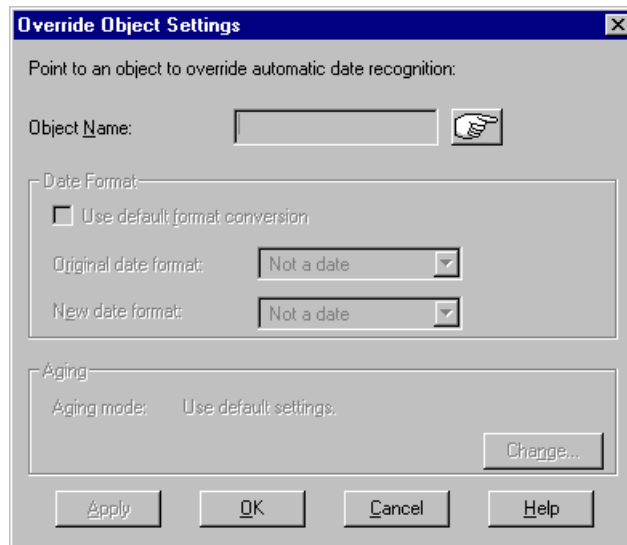 Override Object Settings
Point to an object to override automatic date recognition:
Object Name:
Date Format
Use default format conversion
Original date format: Not a date
New date format: Not a date
Aging
Aging mode: Use default settings.
Change...
Apply OK Cancel Help